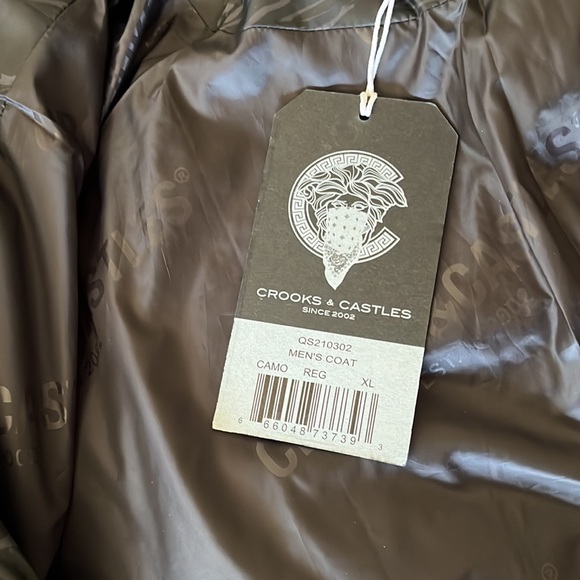 CROOKS & CASTLES
SINCE 2002
QS210302
MEN'S COAT
CAMO REG XL
6 66048 73739 3